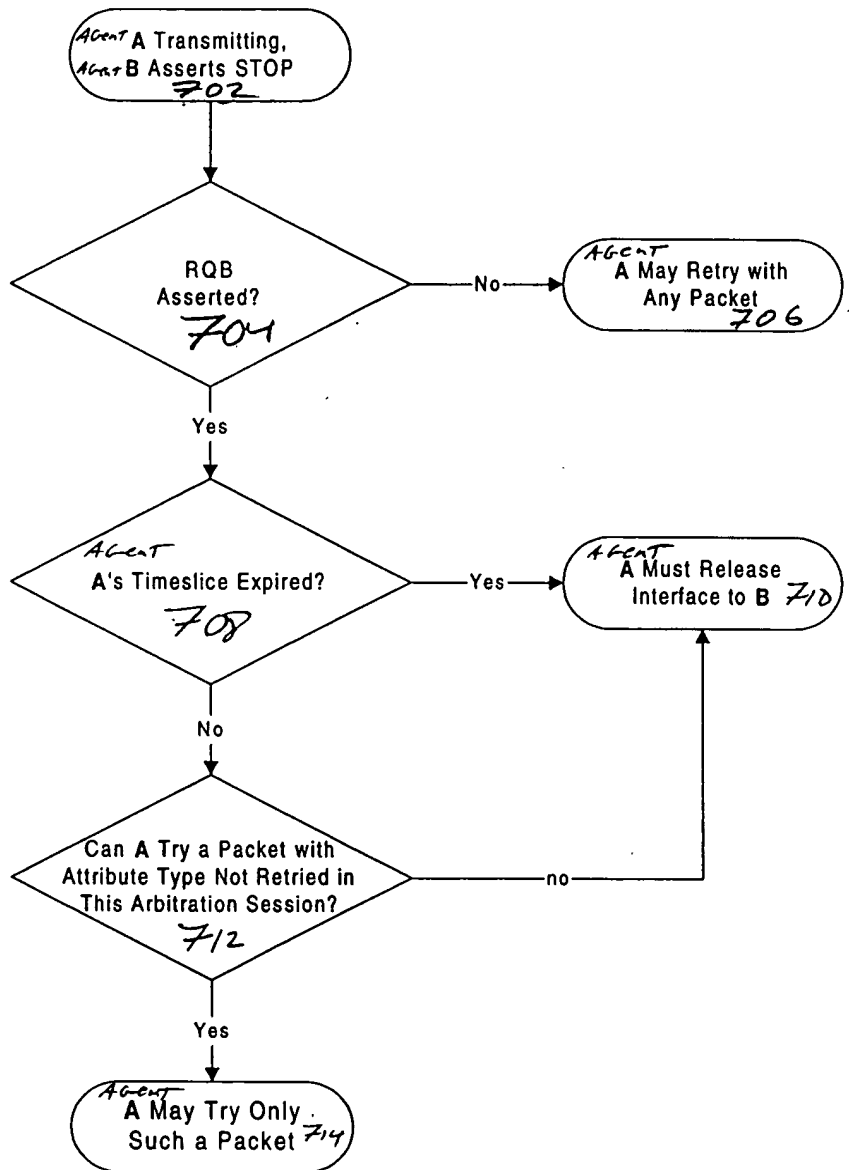 AGENT A Transmitting,
AGENT B Asserts STOP
702
RQB
Asserted?
704
No
AGENT
A May Retry with
Any Packet
706
Yes
AGENT
A's Timeslice Expired?
708
Yes
AGENT
A Must Release
Interface to B 710
No
Can A Try a Packet with
Attribute Type Not Retried in
This Arbitration Session?
712
no
Yes
AGENT
A May Try Only
Such a Packet 714